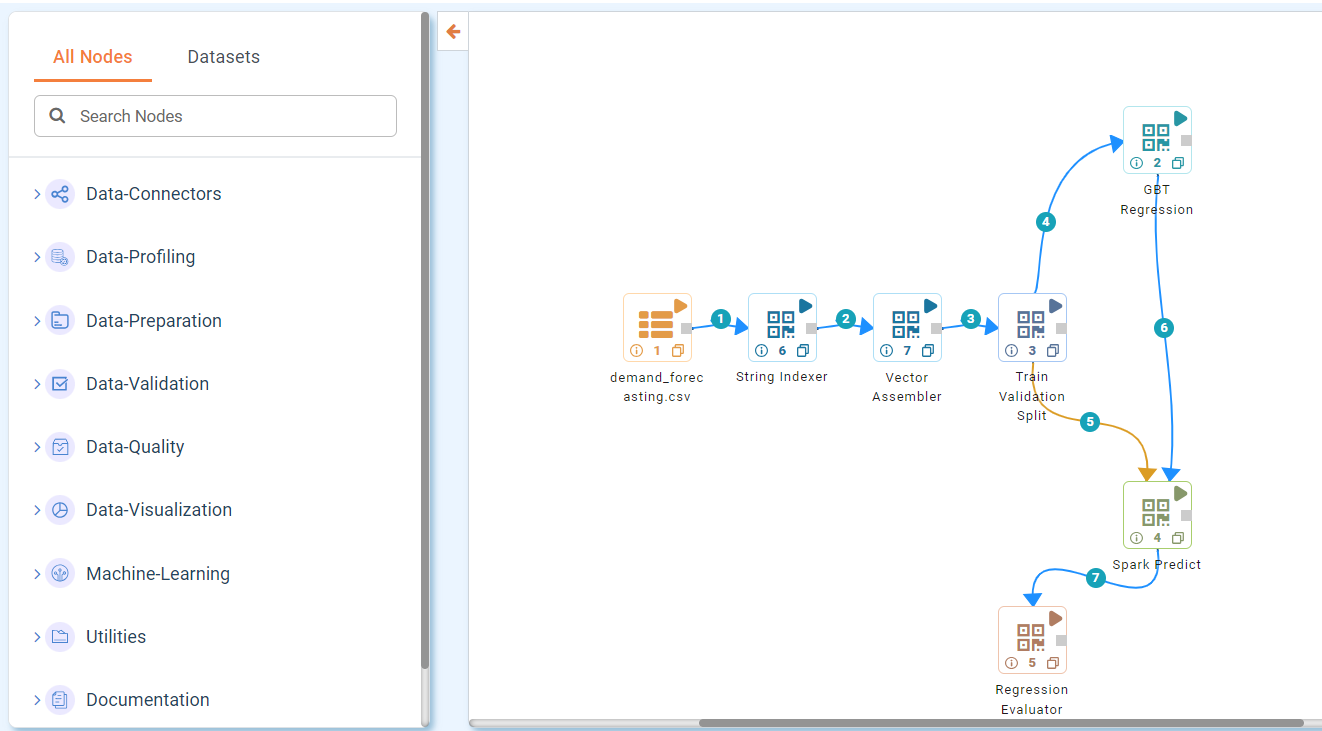 All Nodes
Datasets
Search Nodes
Data-Connectors
Data-Profiling
Data-Preparation
Data-Validation
Data-Quality
Data-Visualization
Machine-Learning
Utilities
Documentation
1
demand_forec
asting.csv
1
6
String Indexer
2
7
Vector
Assembler
3
3
Train
Validation
Split
4
2
GBT
Regression
5
6
4
Spark Predict
7
5
Regression
Evaluator